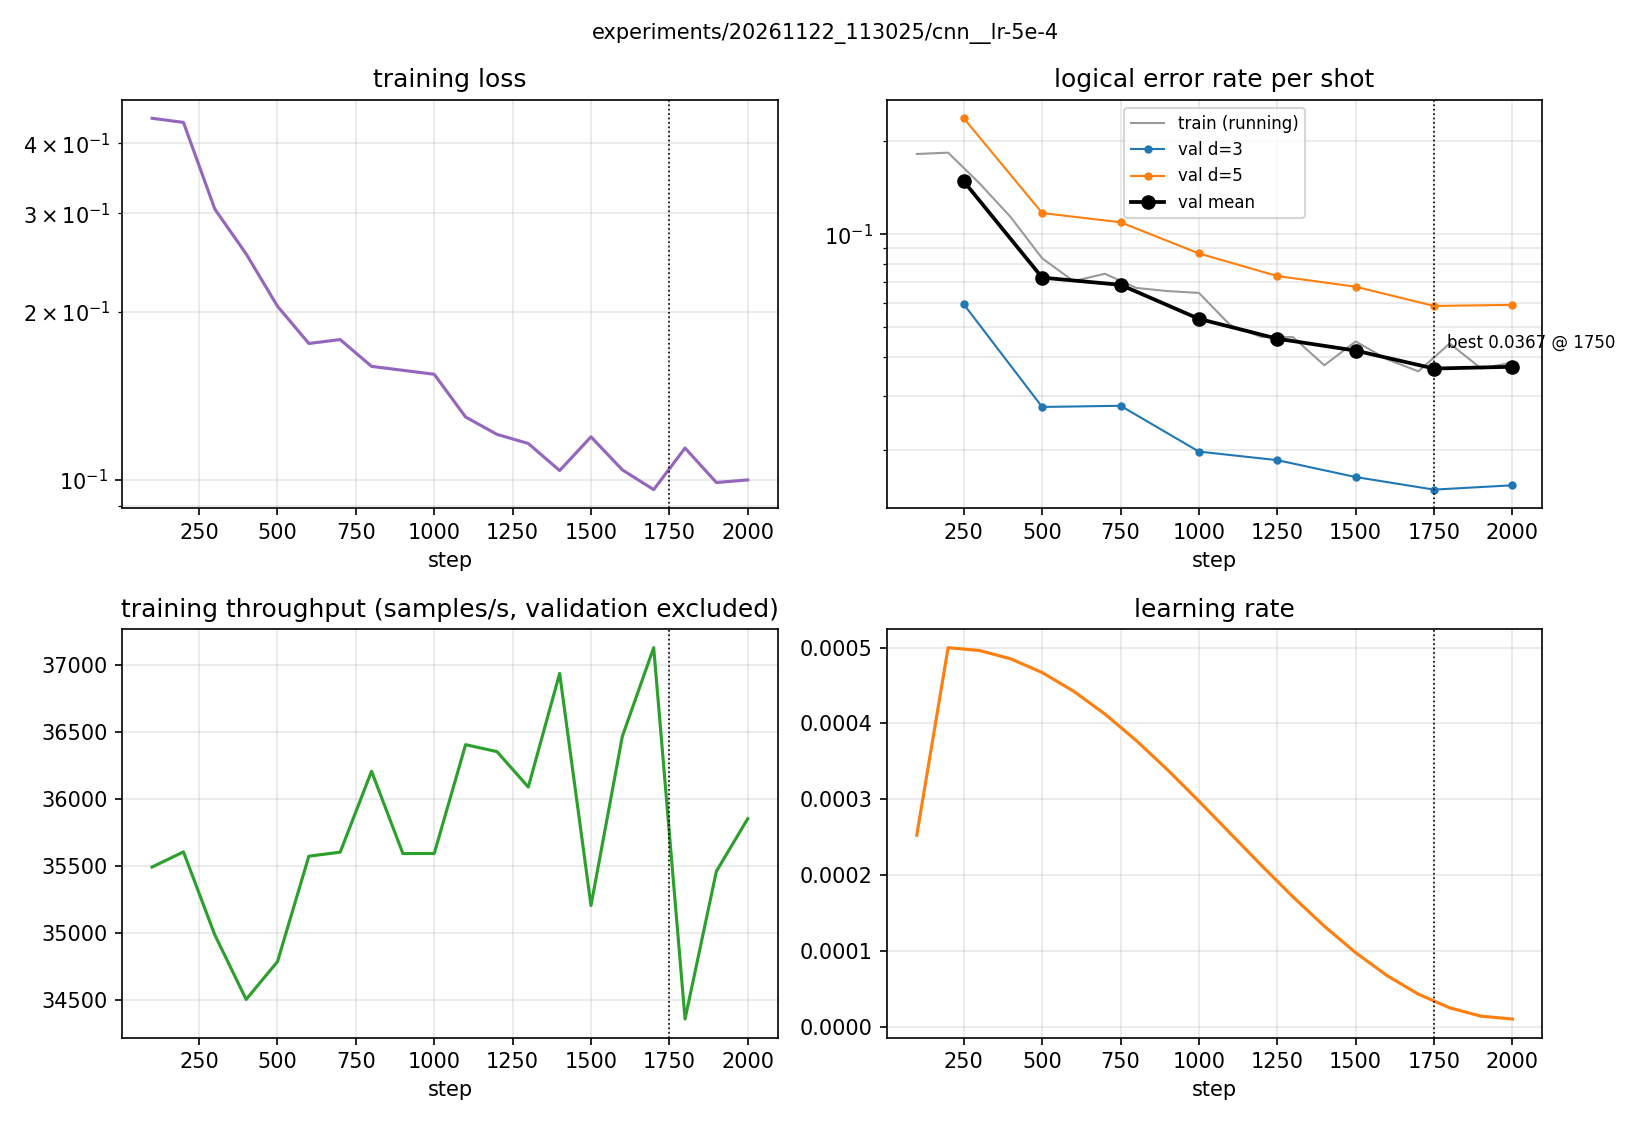 experiments/20261122_113025/cnn__lr-5e-4
training loss
4 × 10⁻¹
3 × 10⁻¹
2 × 10⁻¹
10⁻¹
250 500 750 1000 1250 1500 1750 2000
step
logical error rate per shot
train (running)
val d=3
val d=5
val mean
10⁻¹
best 0.0367 @ 1750
250 500 750 1000 1250 1500 1750 2000
step
training throughput (samples/s, validation excluded)
37000
36500
36000
35500
35000
34500
250 500 750 1000 1250 1500 1750 2000
step
learning rate
0.0005
0.0004
0.0003
0.0002
0.0001
0.0000
250 500 750 1000 1250 1500 1750 2000
step